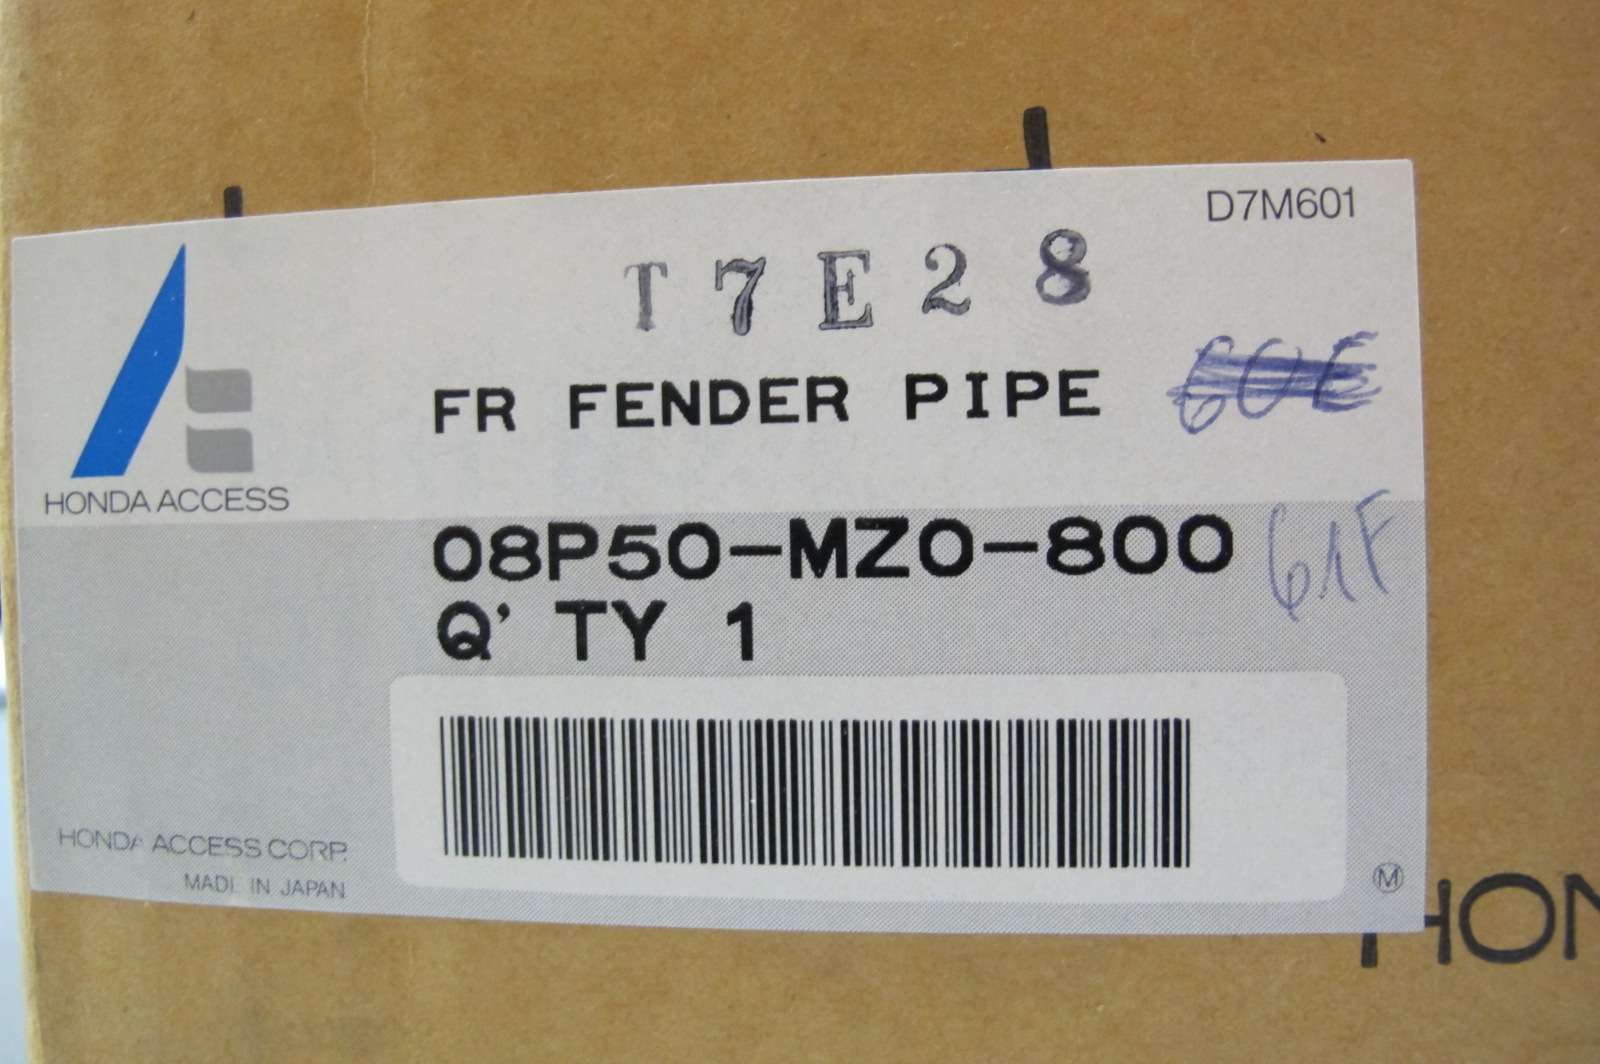 D7M601
T7E28
FR FENDER PIPE
HONDA ACCESS
08P50-MZ0-800 61F
Q'TY 1
HONDA ACCESS CORP.
MADE IN JAPAN
M
HON